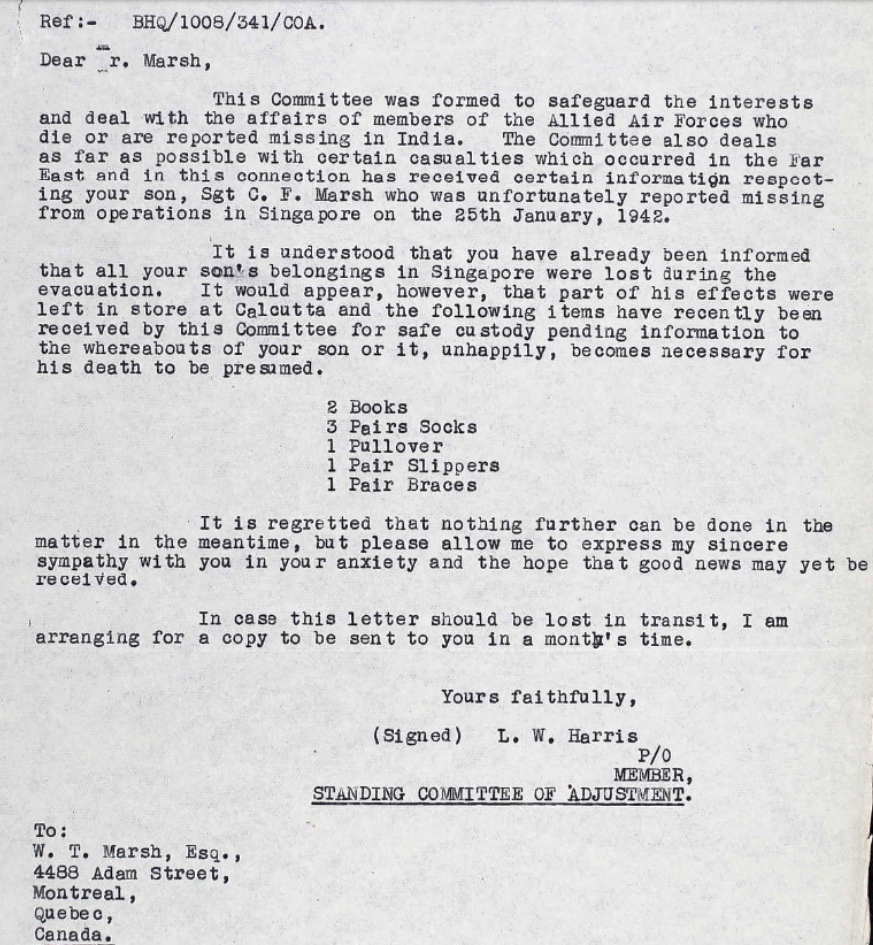 Ref:- BHQ/1008/341/COA.
Dear Mr. Marsh,
This Committee was formed to safeguard the interests
and deal with the affairs of members of the Allied Air Forces who
die or are reported missing in India. The Committee also deals
as far as possible with certain casualties which occurred in the Far
East and in this connection has received certain information respect-
ing your son, Sgt C. F. Marsh who was unfortunately reported missing
from operations in Singapore on the 25th January, 1942.
It is understood that you have already been informed
that all your son's belongings in Singapore were lost during the
evacuation. It would appear, however, that part of his effects were
left in store at Calcutta and the following items have recently been
received by this Committee for safe custody pending information to
the whereabouts of your son or it, unhappily, becomes necessary for
his death to be presumed.
2 Books
3 Pairs Socks
1 Pullover
1 Pair Slippers
1 Pair Braces
It is regretted that nothing further can be done in the
matter in the meantime, but please allow me to express my sincere
sympathy with you in your anxiety and the hope that good news may yet be
received.
In case this letter should be lost in transit, I am
arranging for a copy to be sent to you in a month's time.
Yours faithfully,
(Signed) L. W. Harris
P/O
MEMBER,
STANDING COMMITTEE OF ADJUSTMENT.
To:
W. T. Marsh, Esq.,
4488 Adam Street,
Montreal,
Quebec,
Canada.